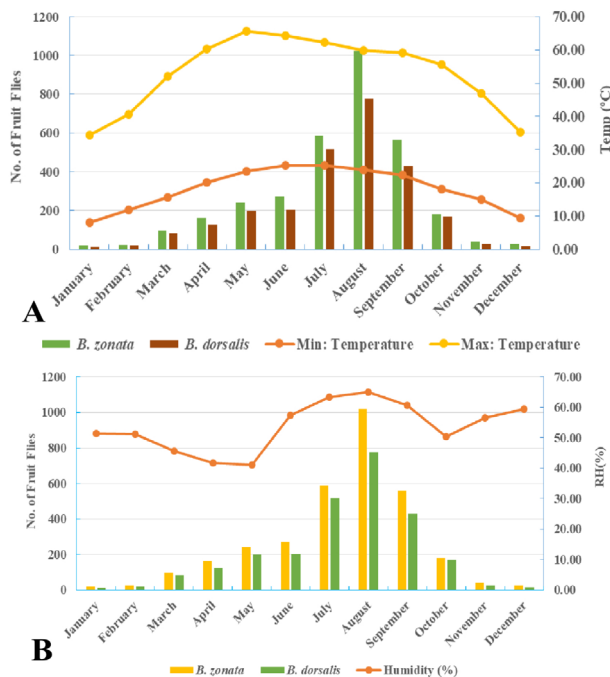 1200
1000
800
600
400
200
0
No. of Fruit Flies
70.00
60.00
50.00
40.00
30.00
20.00
10.00
0.00
Temp (°C)
January
February
March
April
May
June
July
August
September
October
November
December
A
B. zonata B. dorsalis Min: Temperature Max: Temperature
1200
1000
800
600
400
200
0
No. of Fruit Flies
70.00
60.00
50.00
40.00
30.00
20.00
10.00
0.00
RH(%)
January
February
March
April
May
June
July
August
September
October
November
December
B
B. zonata B. dorsalis Humidity (%)